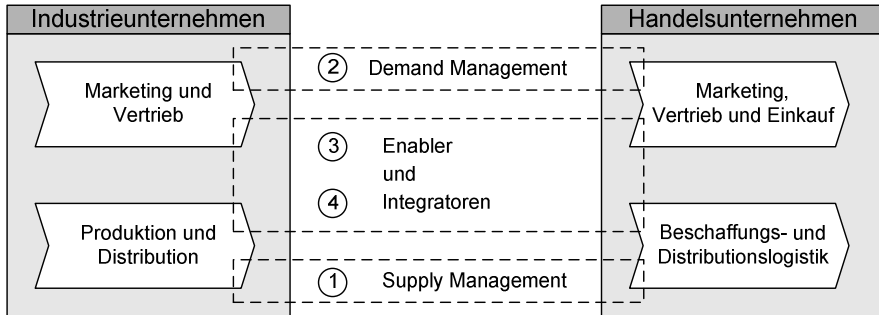 Industrieunternehmen
Handelsunternehmen
Marketing und
Vertrieb
2 Demand Management
Marketing,
Vertrieb und Einkauf
3 Enabler
und
4 Integratoren
Produktion und
Distribution
Beschaffungs- und
Distributionslogistik
1 Supply Management